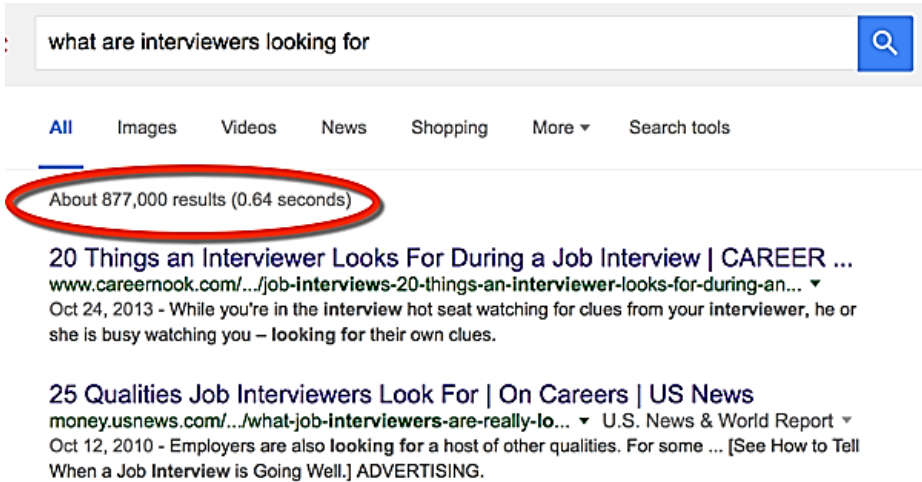 what are interviewers looking for
All Images Videos News Shopping More Search tools
About 877,000 results (0.64 seconds)
20 Things an Interviewer Looks For During a Job Interview | CAREER ...
www.careernook.com/.../job-interviews-20-things-an-interviewer-looks-for-during-an...
Oct 24, 2013 - While you're in the interview hot seat watching for clues from your interviewer, he or
she is busy watching you – looking for their own clues.
25 Qualities Job Interviewers Look For | On Careers | US News
money.usnews.com/.../what-job-interviewers-are-really-lo... U.S. News & World Report
Oct 12, 2010 - Employers are also looking for a host of other qualities. For some ... [See How to Tell
When a Job Interview is Going Well.] ADVERTISING.